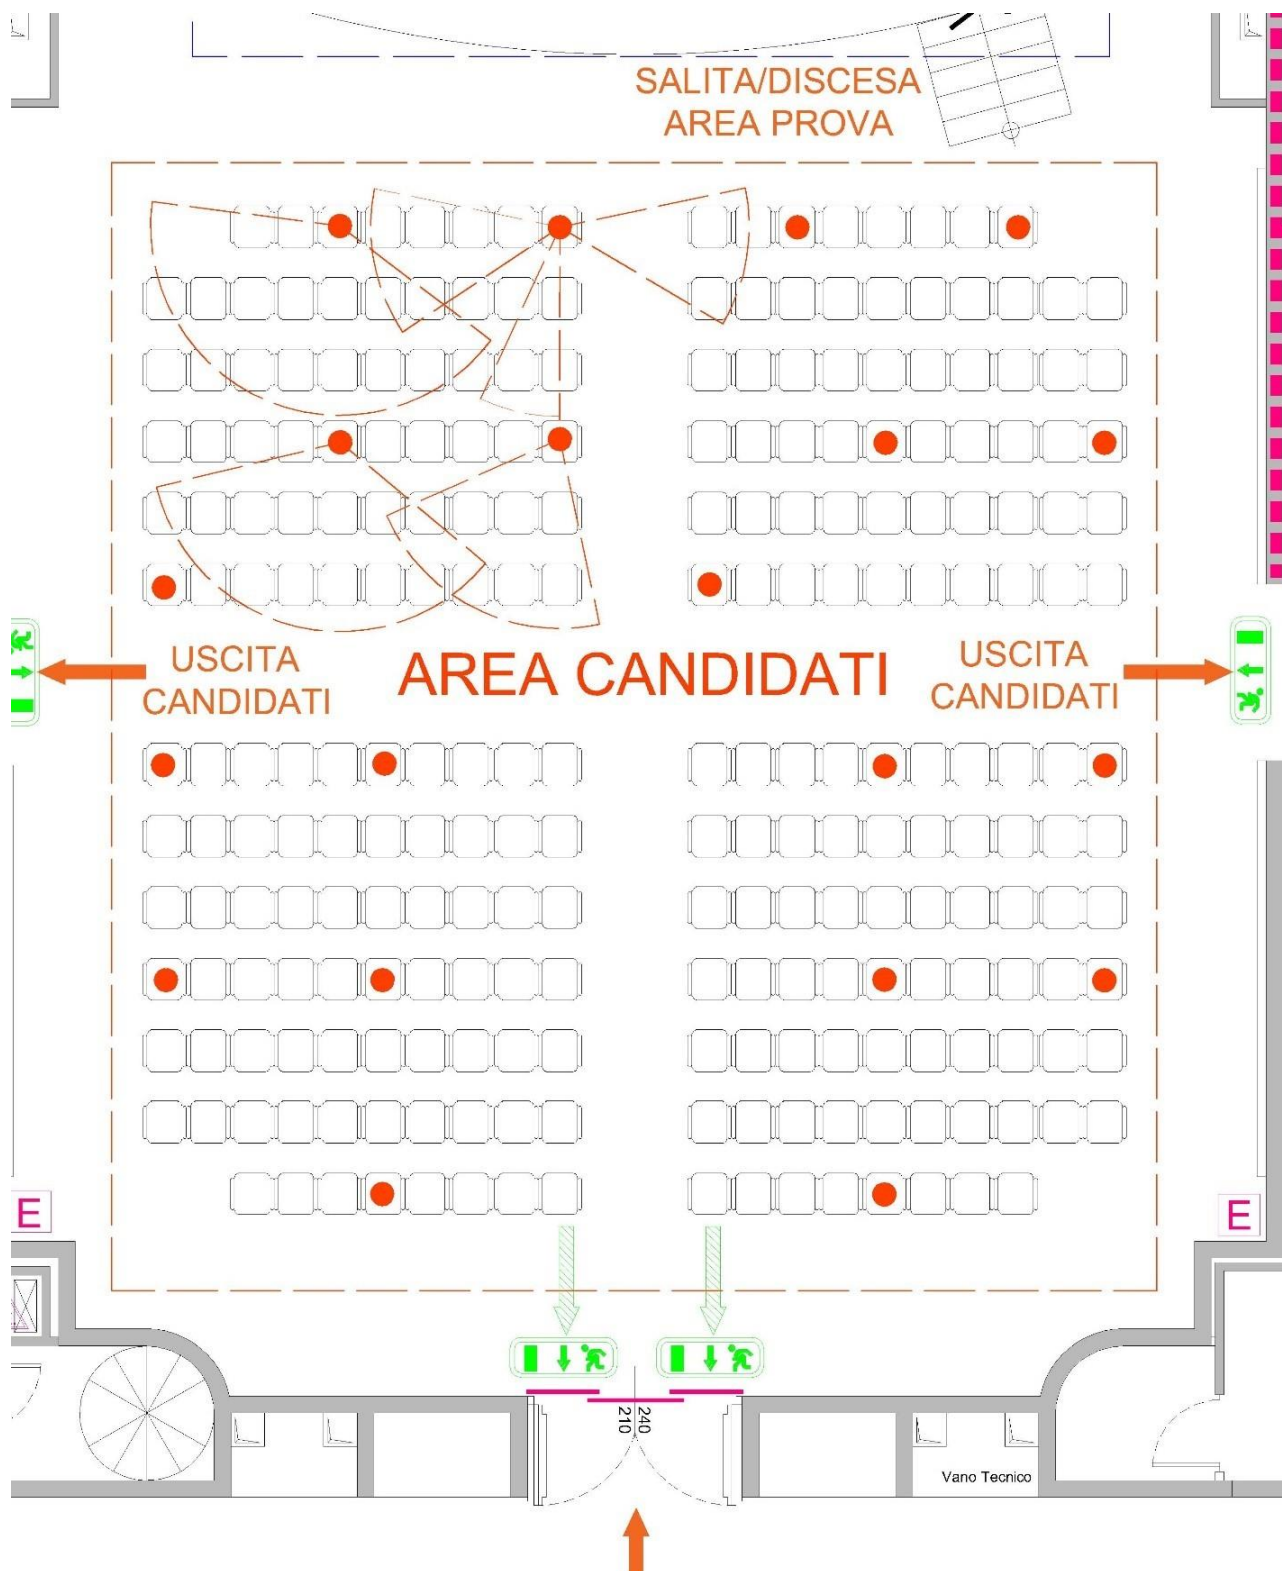 SALITA/DISCESA
AREA PROVA
USCITA
CANDIDATI
AREA CANDIDATI
USCITA
CANDIDATI
E
E
240
210
Vano Tecnico